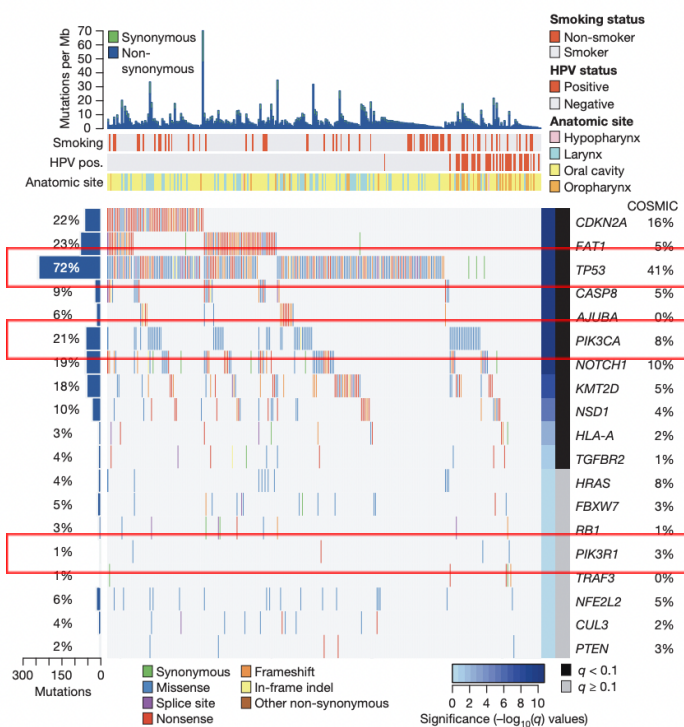 Mutations per Mb
70
60
50
40
30
20
10
0
Synonymous
Non-
synonymous
Smoking status
Non-smoker
Smoker
HPV status
Positive
Negative
Anatomic site
Hypopharynx
Larynx
Oral cavity
Oropharynx
Smoking
HPV pos.
Anatomic site
COSMIC
22% CDKN2A 16%
23% FAT1 5%
72% TP53 41%
9% CASP8 5%
6% AJUBA 0%
21% PIK3CA 8%
19% NOTCH1 10%
18% KMT2D 5%
10% NSD1 4%
3% HLA-A 2%
4% TGFBR2 1%
4% HRAS 8%
5% FBXW7 3%
3% RB1 1%
1% PIK3R1 3%
1% TRAF3 0%
6% NFE2L2 5%
4% CUL3 2%
2% PTEN 3%
300 150 0
Mutations
Synonymous
Missense
Splice site
Nonsense
Frameshift
In-frame indel
Other non-synonymous
0 2 4 6 8 10
Significance (−log10(q) values)
q < 0.1
q ≥ 0.1